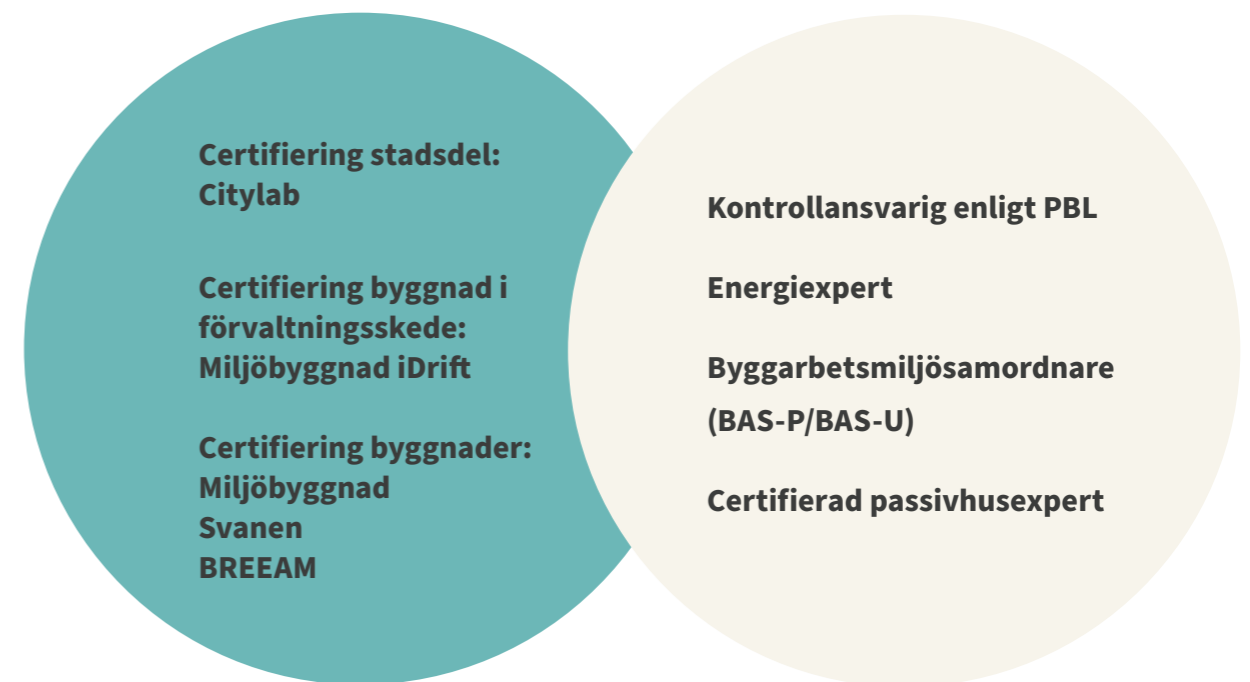 Certifiering stadsdel:
Citylab
Certifiering byggnad i
förvaltningsskede:
Miljöbyggnad iDrift
Certifiering byggnader:
Miljöbyggnad
Svanen
BREEAM
Kontrollansvarig enligt PBL
Energiexpert
Byggarbetsmiljösamordnare
(BAS-P/BAS-U)
Certifierad passivhusexpert